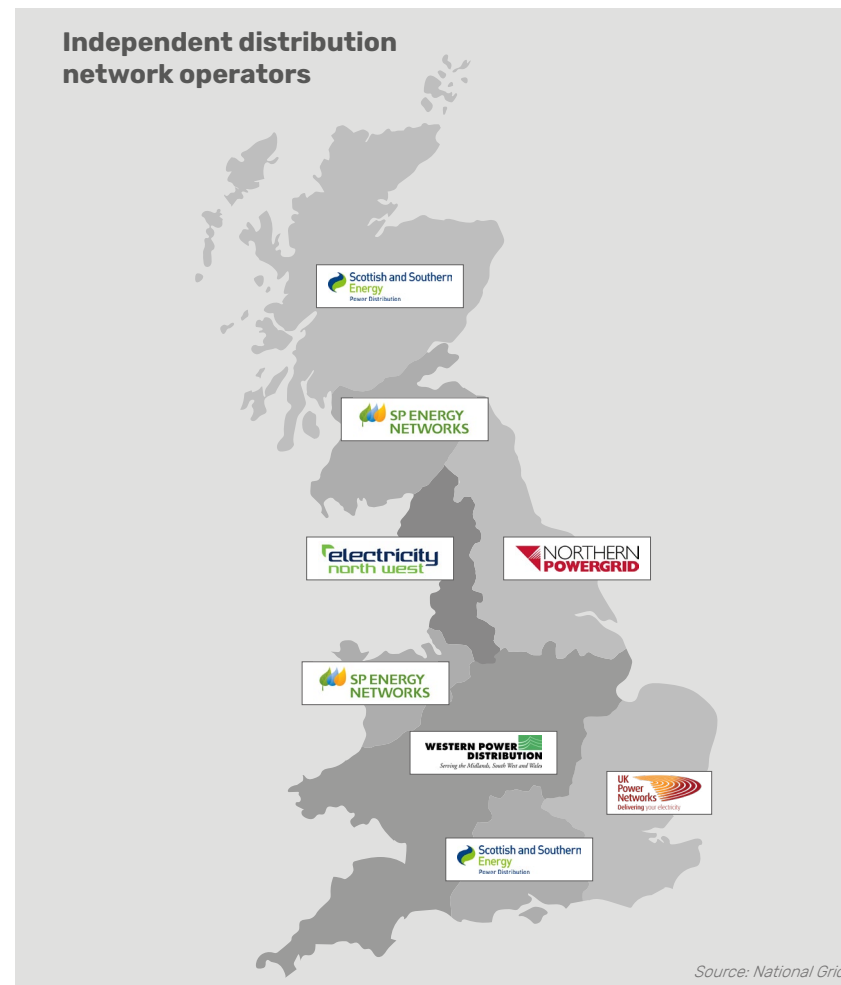 Independent distribution
network operators
Scottish and Southern
Energy
Power Distribution
SP ENERGY
NETWORKS
electricity
north west
NORTHERN
POWERGRID
SP ENERGY
NETWORKS
WESTERN POWER
DISTRIBUTION
Serving the Midlands, South West and Wales
UK
Power
Networks
Delivering your electricity
Scottish and Southern
Energy
Power Distribution
Source: National Grid